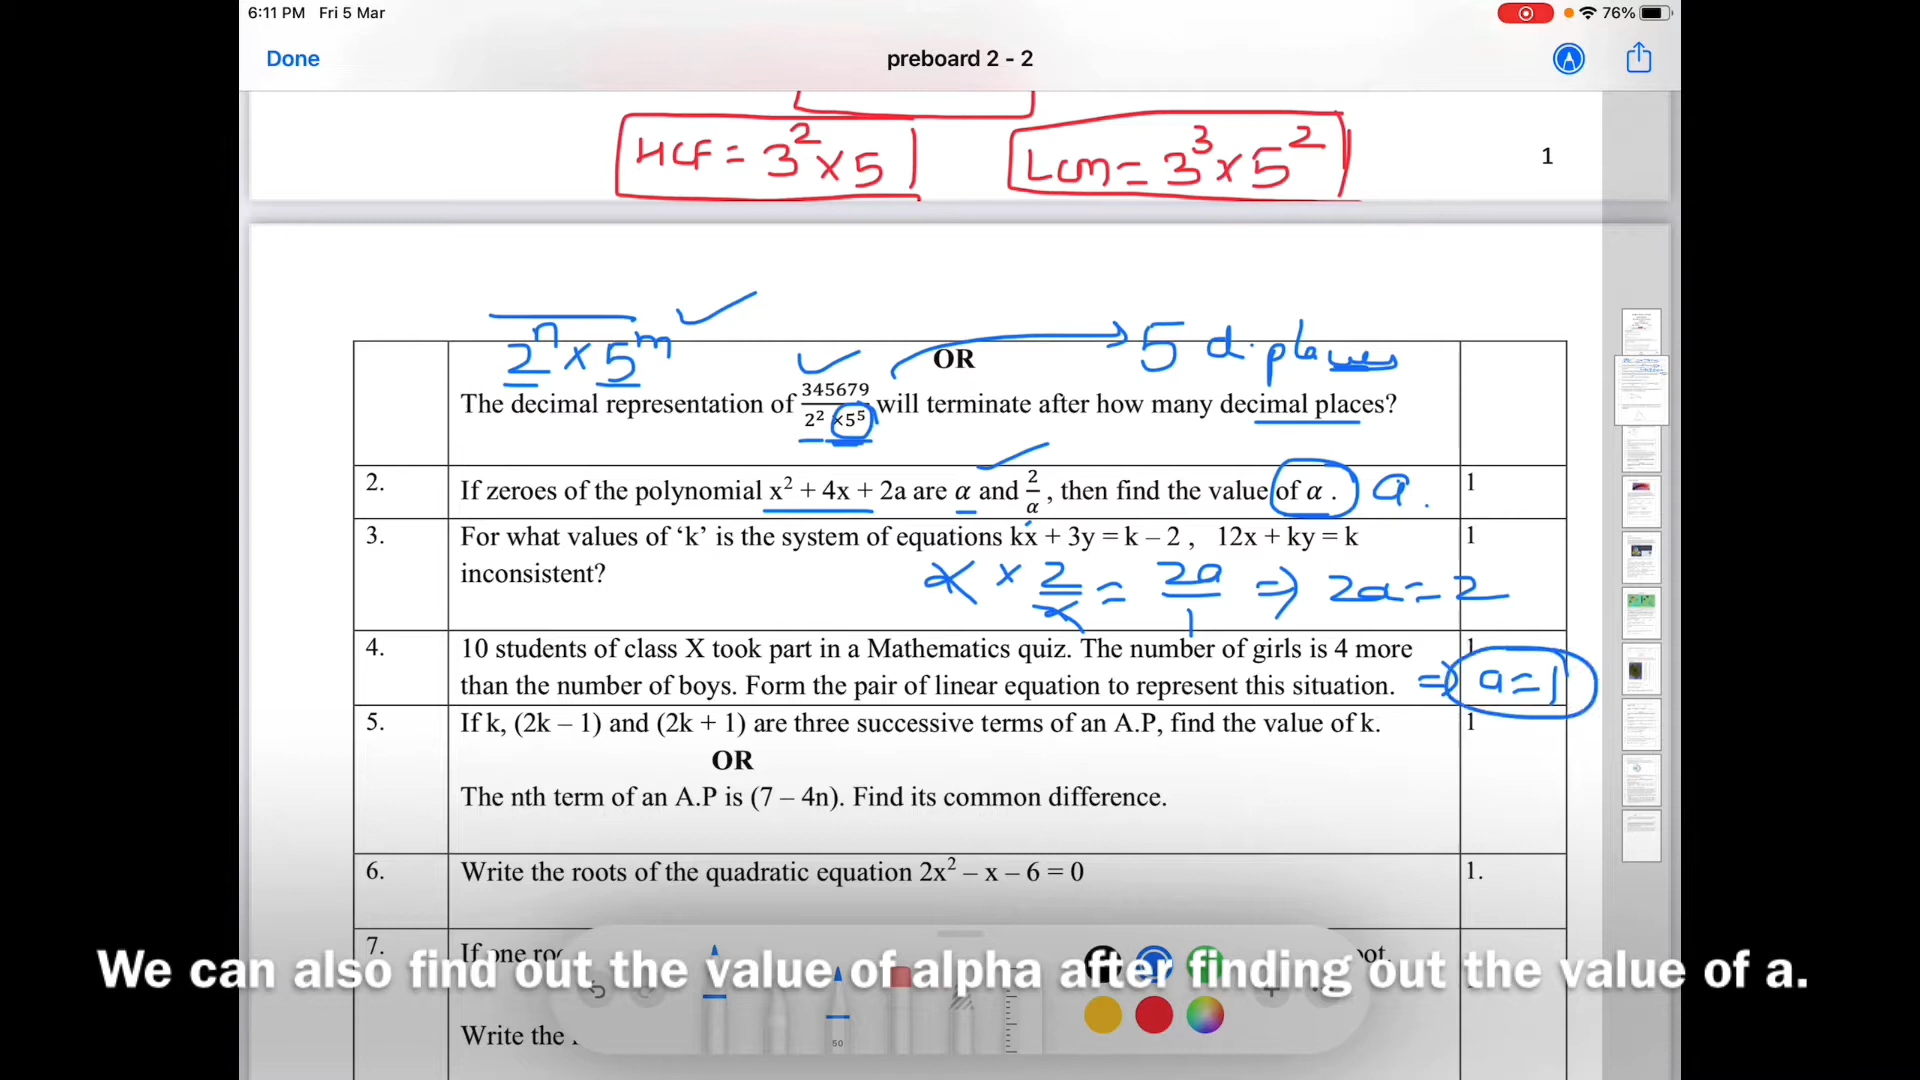 6:11 PM Fri 5 Mar
76%
Done
preboard 2 - 2
HCF = 3² × 5
LCM = 3³ × 5²
1
2ⁿ × 5ᵐ
5 d.places
OR
The decimal representation of 345679 / 2² ×5⁵ will terminate after how many decimal places?
2. If zeroes of the polynomial x² + 4x + 2a are α and 2/α , then find the value of α . a. 1
3. For what values of ‘k’ is the system of equations kx + 3y = k – 2 , 12x + ky = k 1
inconsistent?
α × 2/α = 2a/1 ⇒ 2a = 2
4. 10 students of class X took part in a Mathematics quiz. The number of girls is 4 more 1
than the number of boys. Form the pair of linear equation to represent this situation.
⇒ a = 1
5. If k, (2k – 1) and (2k + 1) are three successive terms of an A.P, find the value of k. 1
OR
The nth term of an A.P is (7 – 4n). Find its common difference.
6. Write the roots of the quadratic equation 2x² – x – 6 = 0 1.
7. If one
We can also find out the value of alpha after finding out the value of a.
Write the
50